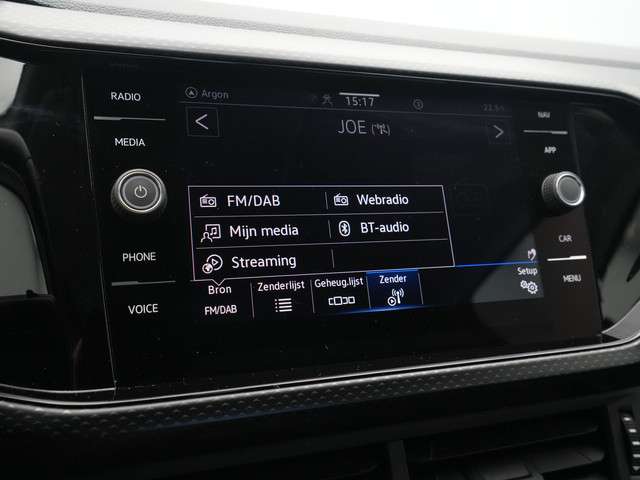 RADIO
MEDIA
PHONE
VOICE
Argon
15:17
JOE
FM/DAB
Webradio
Mijn media
BT-audio
Streaming
Bron
FM/DAB
Zenderlijst
Geheug.lijst
Zender
Setup
NAV
APP
CAR
MENU